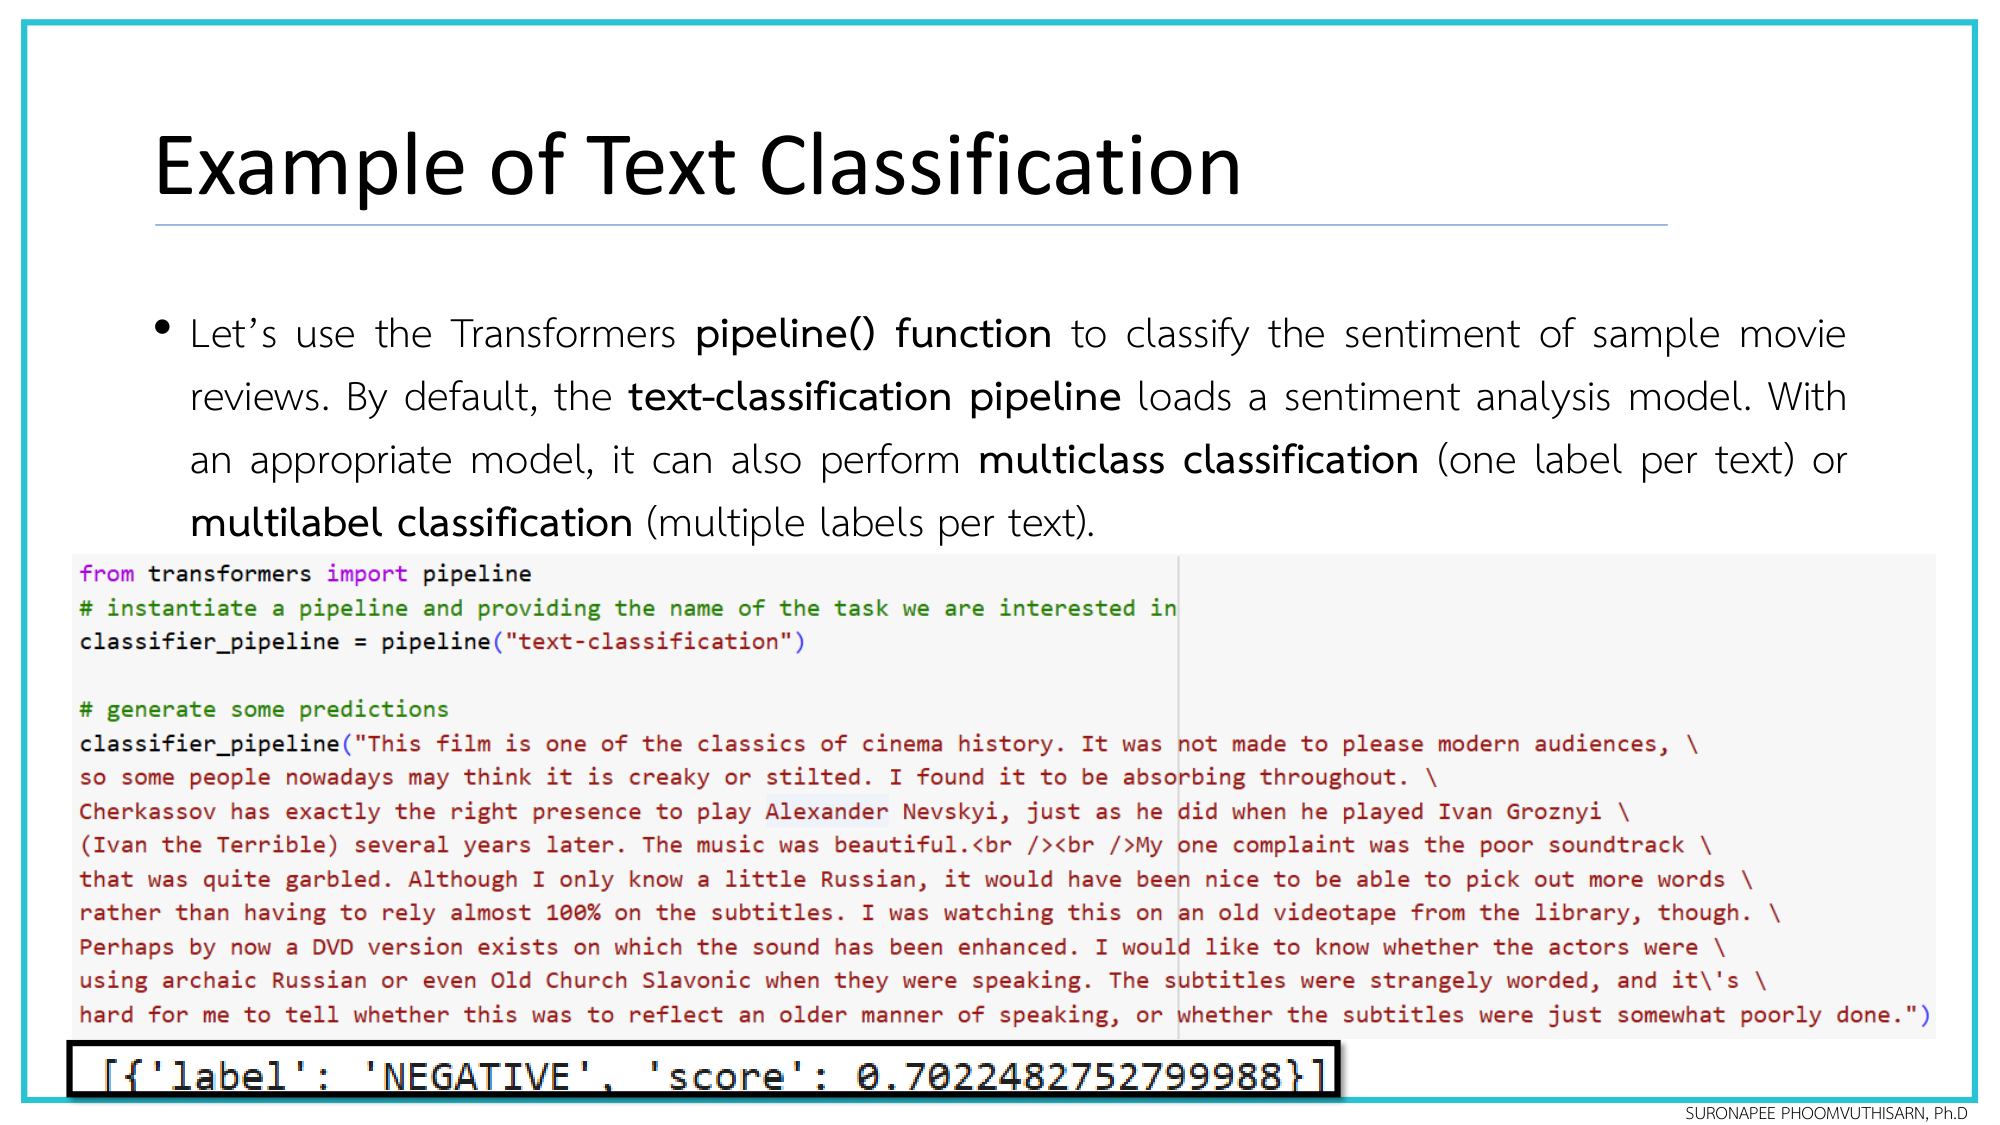 Example of Text Classification
• Let’s use the Transformers pipeline() function to classify the sentiment of sample movie
reviews. By default, the text-classification pipeline loads a sentiment analysis model. With
an appropriate model, it can also perform multiclass classification (one label per text) or
multilabel classification (multiple labels per text).
from transformers import pipeline
# instantiate a pipeline and providing the name of the task we are interested in
classifier_pipeline = pipeline("text-classification")
# generate some predictions
classifier_pipeline("This film is one of the classics of cinema history. It was not made to please modern audiences, \
so some people nowadays may think it is creaky or stilted. I found it to be absorbing throughout. \
Cherkassov has exactly the right presence to play Alexander Nevskyi, just as he did when he played Ivan Groznyi \
(Ivan the Terrible) several years later. The music was beautiful.<br /><br />My one complaint was the poor soundtrack \
that was quite garbled. Although I only know a little Russian, it would have been nice to be able to pick out more words \
rather than having to rely almost 100% on the subtitles. I was watching this on an old videotape from the library, though. \
Perhaps by now a DVD version exists on which the sound has been enhanced. I would like to know whether the actors were \
using archaic Russian or even Old Church Slavonic when they were speaking. The subtitles were strangely worded, and it\'s \
hard for me to tell whether this was to reflect an older manner of speaking, or whether the subtitles were just somewhat poorly done.")
[{'label': 'NEGATIVE', 'score': 0.7022482752799988}]
SURONAPEE PHOOMVUTHISARN, Ph.D